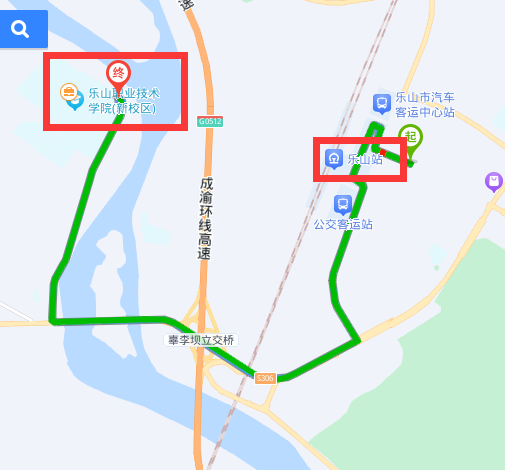 速
终
乐山职业技术
学院(新校区)
G0512
乐山市汽车
客运中心站
起
乐山站
成渝环线高速
公交客运站
辜李坝立交桥
S306